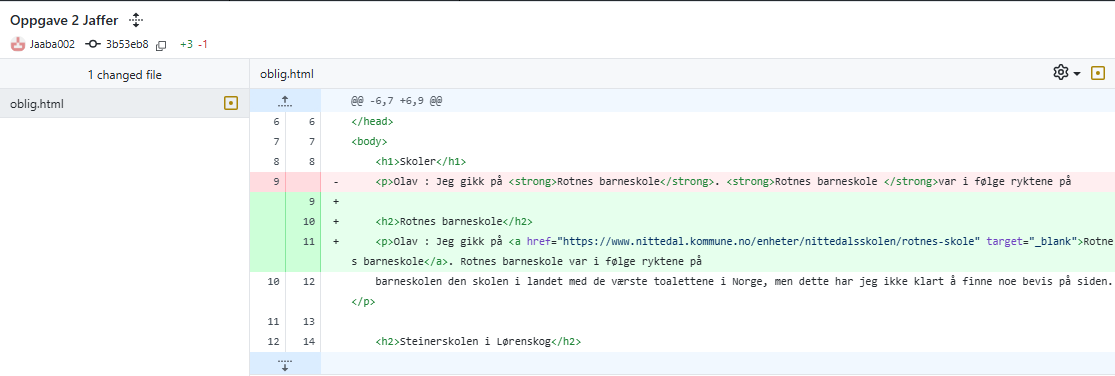 Oppgave 2 Jaffer
Jaaba002 3b53eb8 +3 -1
1 changed file
oblig.html
oblig.html
@@ -6,7 +6,9 @@
6 6 </head>
7 7 <body>
8 8 <h1>Skoler</h1>
9 - <p>Olav : Jeg gikk på <strong>Rotnes barneskole</strong>. <strong>Rotnes barneskole </strong>var i følge ryktene på
9 +
10 + <h2>Rotnes barneskole</h2>
11 + <p>Olav : Jeg gikk på <a href="https://www.nittedal.kommune.no/enheter/nittedalsskolen/rotnes-skole" target="_blank">Rotne
s barneskole</a>. Rotnes barneskole var i følge ryktene på
10 12 barneskolen den skolen i landet med de værste toalettene i Norge, men dette har jeg ikke klart å finne noe bevis på siden.
</p>
11 13
12 14 <h2>Steinerskolen i Lørenskog</h2>